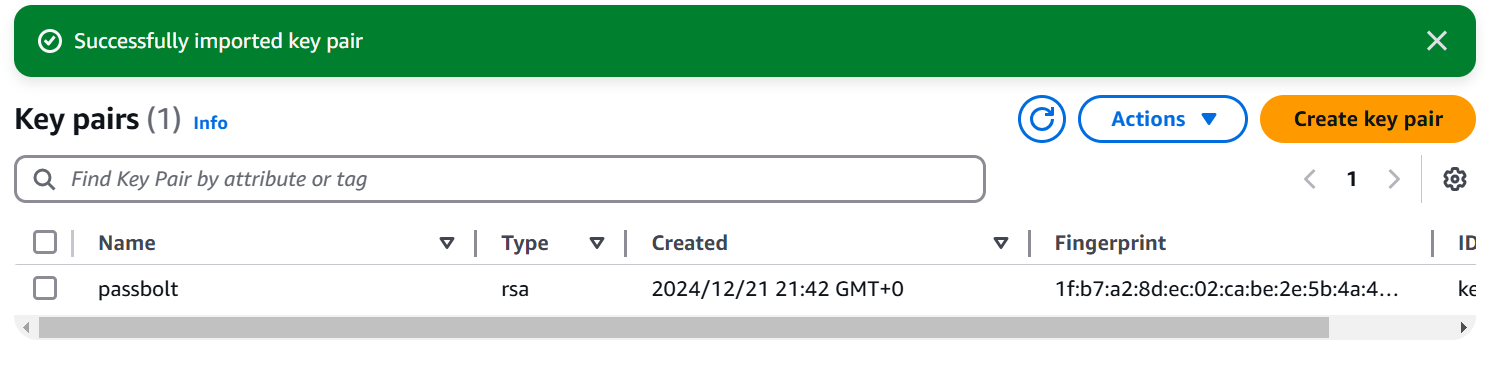 Successfully imported key pair
Key pairs (1) Info Actions Create key pair
Find Key Pair by attribute or tag 1
Name Type Created Fingerprint ID
passbolt rsa 2024/12/21 21:42 GMT+0 1f:b7:a2:8d:ec:02:ca:be:2e:5b:4a:4… ke